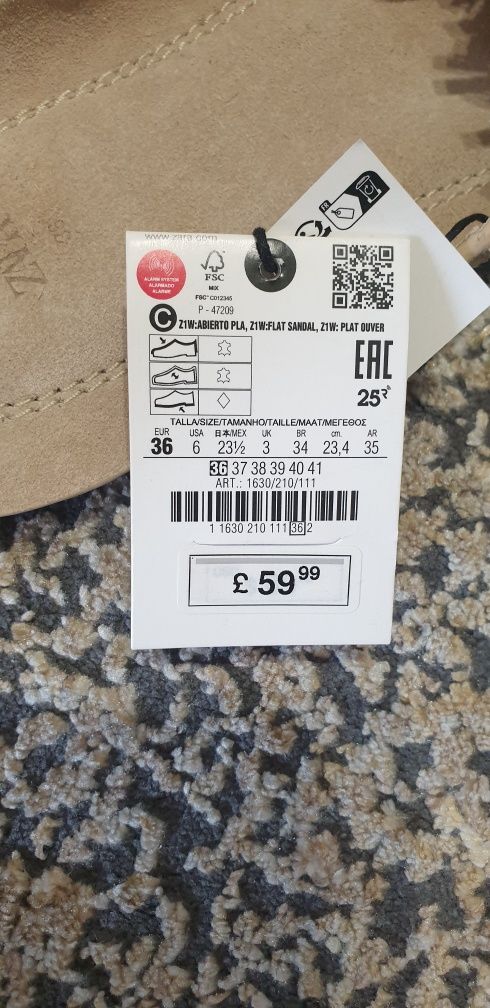 www.zara.com
ALARM SYSTEM
ALARMADO
ALARME
FSC
MIX
FSC® C012345
P - 47209
FR
C Z1W:ABIERTO PLA, Z1W:FLAT SANDAL, Z1W: PLAT OUVER
EAC
25
TALLA/SIZE/TAMANHO/TAILLE/MAAT/ΜΕΓΕΘΟΣ
EUR USA 日本/MEX UK BR cm. AR
36 6 23½ 3 34 23,4 35
36 37 38 39 40 41
ART.: 1630/210/111
1 1630 210 111 36 2
£ 59 99